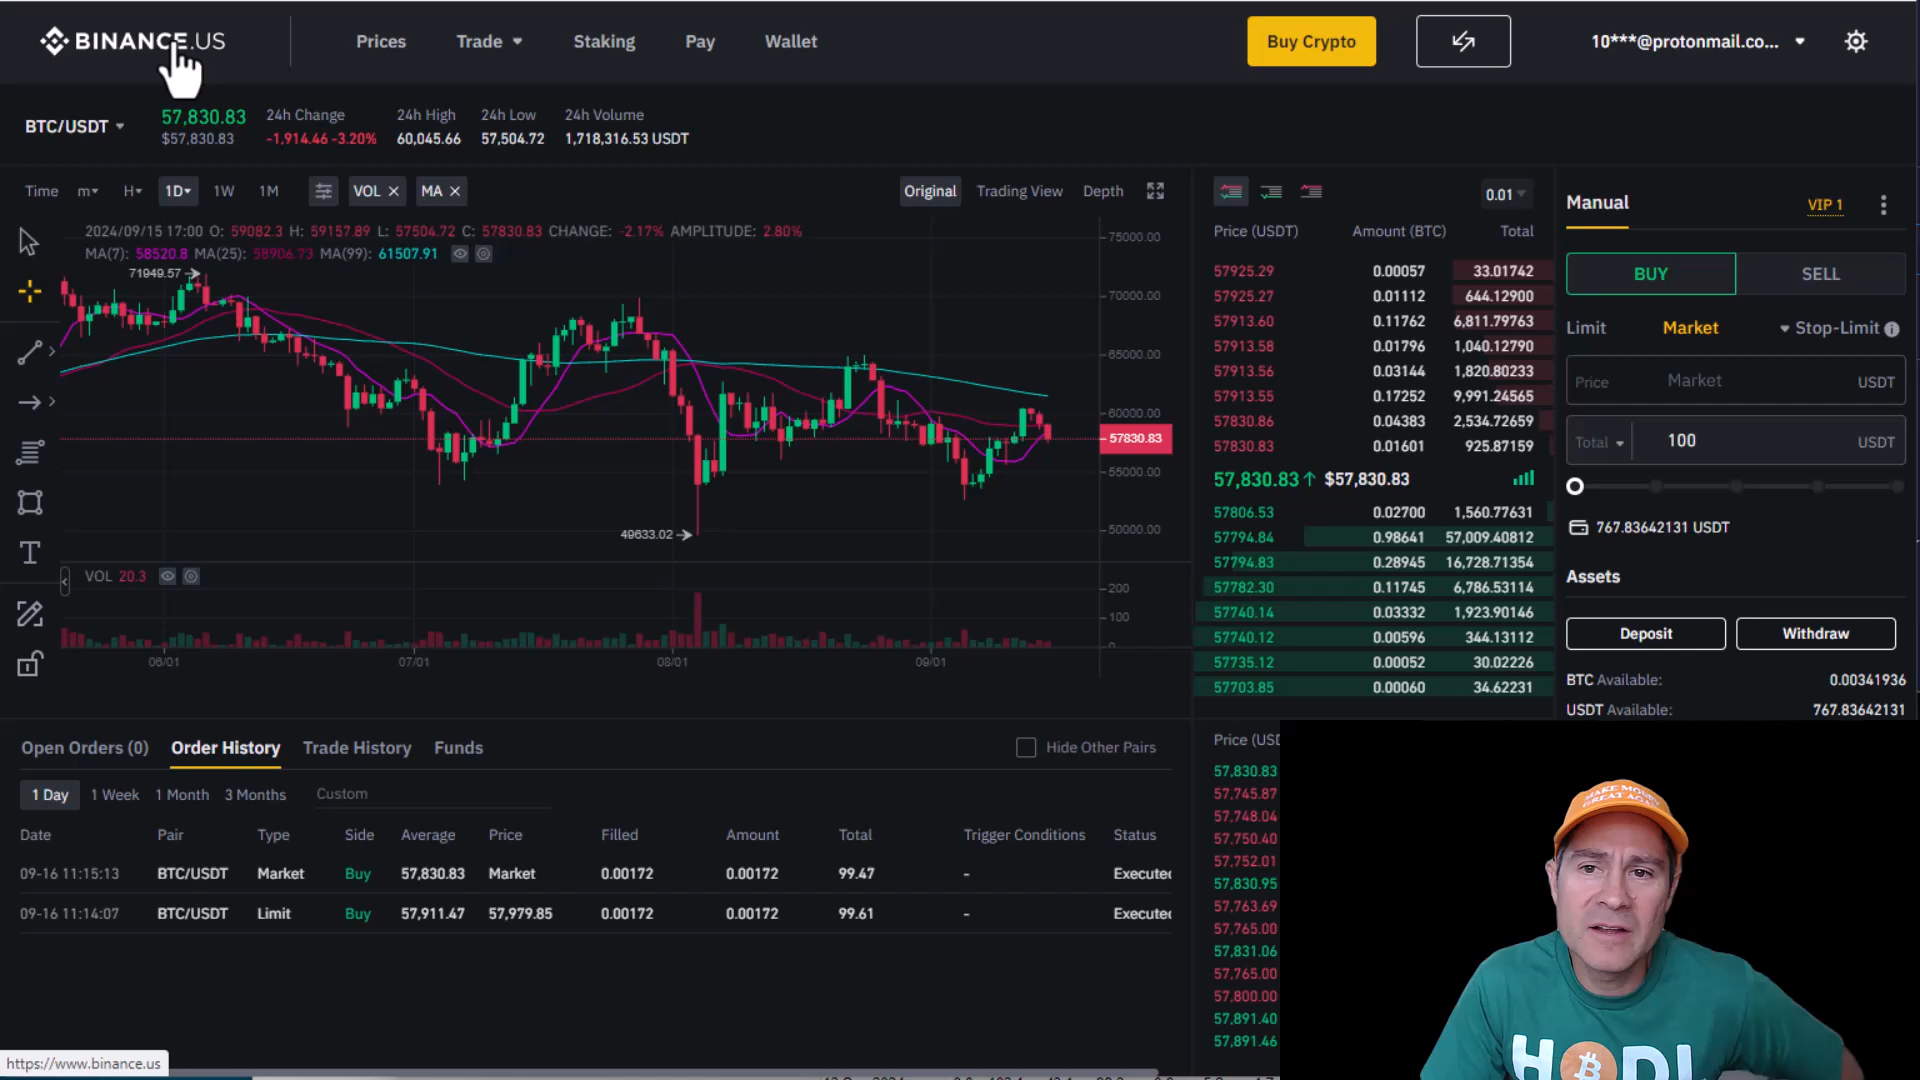 BINANCE.US
Prices
Trade
Staking
Pay
Wallet
Buy Crypto
10***@protonmail.co...
BTC/USDT
57,830.83
$57,830.83
24h Change
-1,914.46 -3.20%
24h High
60,045.66
24h Low
57,504.72
24h Volume
1,718,316.53 USDT
Time m H 1D 1W 1M VOL MA
Original Trading View Depth
2024/09/15 17:00 O: 59082.3 H: 59157.89 L: 57504.72 C: 57830.83 CHANGE: -2.17% AMPLITUDE: 2.80%
MA(7): 58520.8 MA(25): 58906.73 MA(99): 61507.91
71949.57
49633.02
75000.00
70000.00
65000.00
60000.00
57830.83
55000.00
50000.00
VOL 20.3
200
100
0
06/01 07/01 08/01 09/01
0.01
Price (USDT) Amount (BTC) Total
57925.29 0.00057 33.01742
57925.27 0.01112 644.12900
57913.60 0.11762 6,811.79763
57913.58 0.01796 1,040.12790
57913.56 0.03144 1,820.80233
57913.55 0.17252 9,991.24565
57830.86 0.04383 2,534.72659
57830.83 0.01601 925.87159
57,830.83 $57,830.83
57806.53 0.02700 1,560.77631
57794.84 0.98641 57,009.40812
57794.83 0.28945 16,728.71354
57782.30 0.11745 6,786.53114
57740.14 0.03332 1,923.90146
57740.12 0.00596 344.13112
57735.12 0.00052 30.02226
57703.85 0.00060 34.62231
Manual
VIP 1
BUY SELL
Limit Market Stop-Limit
Price Market USDT
Total 100 USDT
767.83642131 USDT
Assets
Deposit Withdraw
BTC Available: 0.00341936
USDT Available: 767.83642131
Open Orders (0) Order History Trade History Funds
Hide Other Pairs
1 Day 1 Week 1 Month 3 Months Custom
Date Pair Type Side Average Price Filled Amount Total Trigger Conditions Status
09-16 11:15:13 BTC/USDT Market Buy 57,830.83 Market 0.00172 0.00172 99.47 - Execute
09-16 11:14:07 BTC/USDT Limit Buy 57,911.47 57,979.85 0.00172 0.00172 99.61 - Execute
Price (USD
57,830.83
57,745.87
57,748.04
57,750.40
57,752.01
57,830.95
57,763.69
57,765.00
57,831.06
57,765.00
57,800.00
57,891.40
57,891.46
MAKE MONEY
GREAT AGAIN
HODL
https://www.binance.us